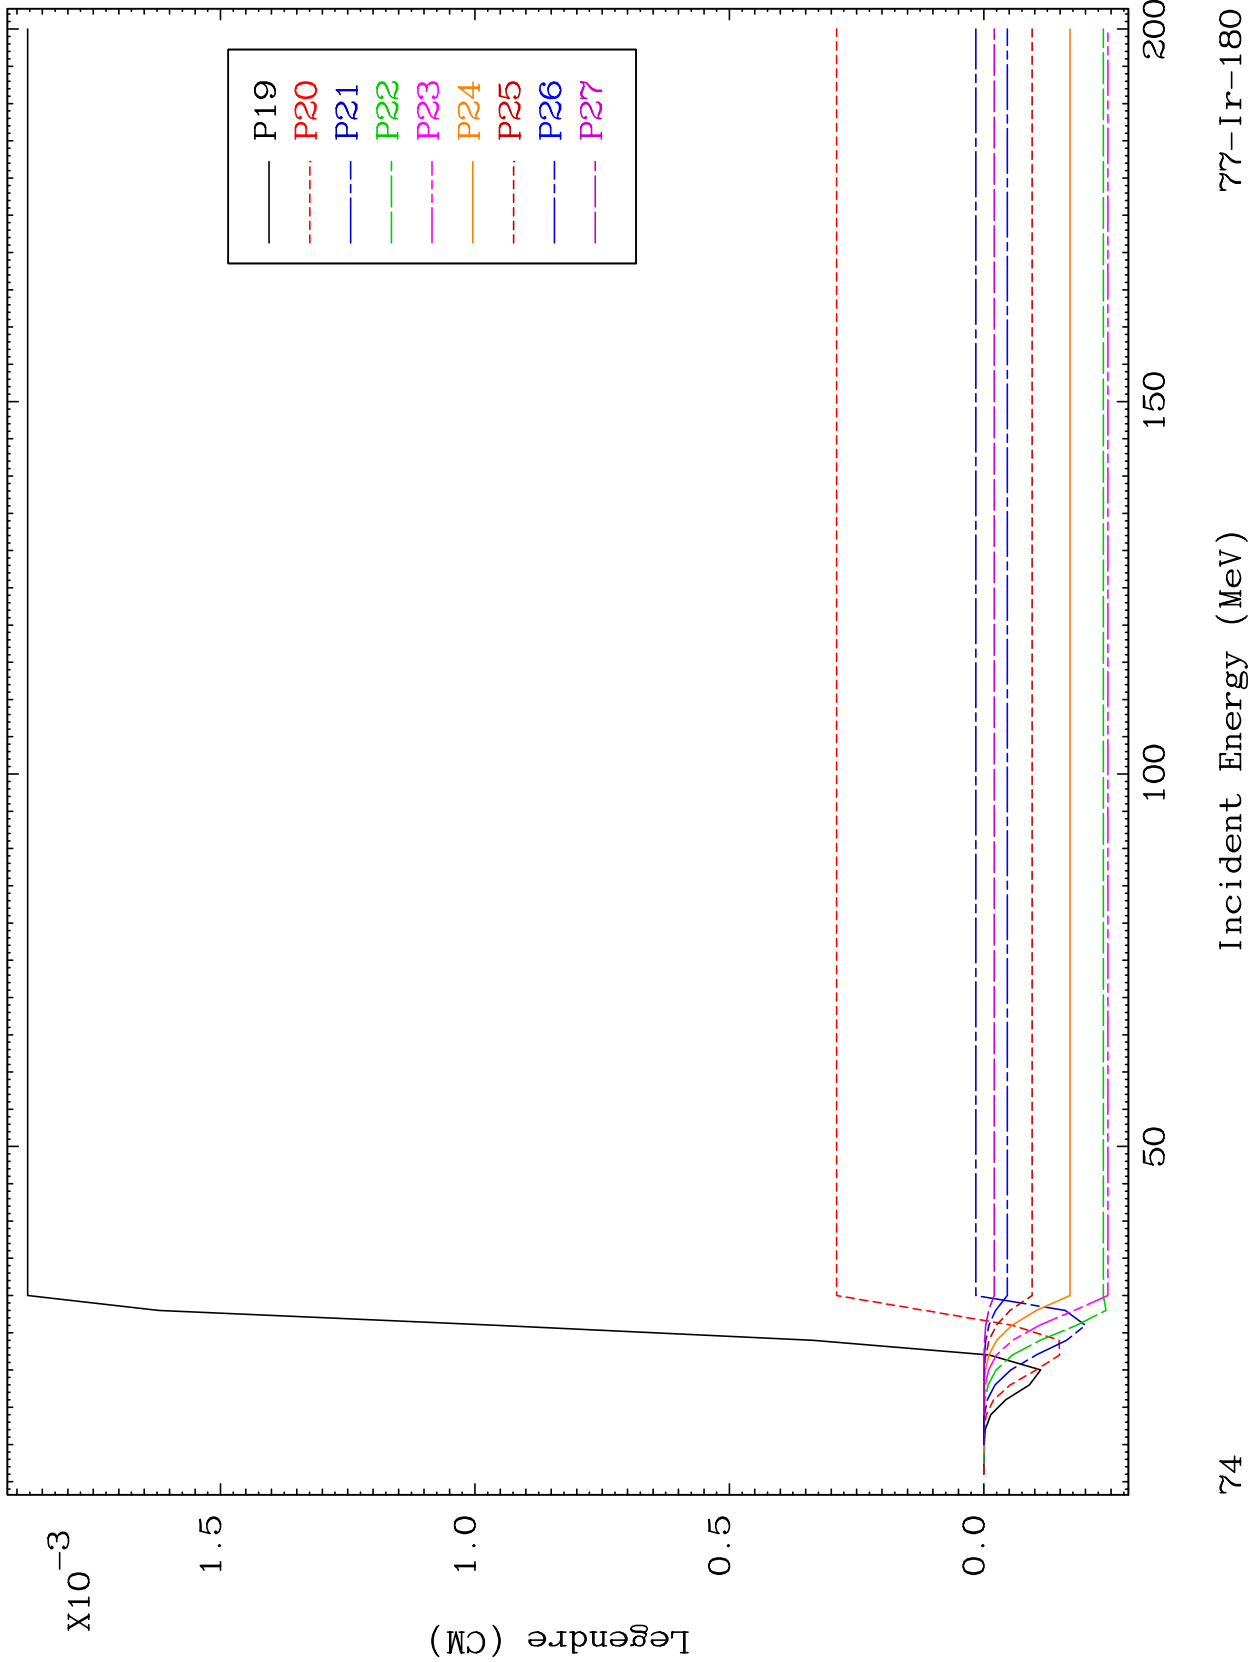 X10⁻³
1.5
1.0
0.5
0.0
Legendre (CM)
P19
P20
P21
P22
P23
P24
P25
P26
P27
50
100
150
200
Incident Energy (MeV)
74
77-Ir-180